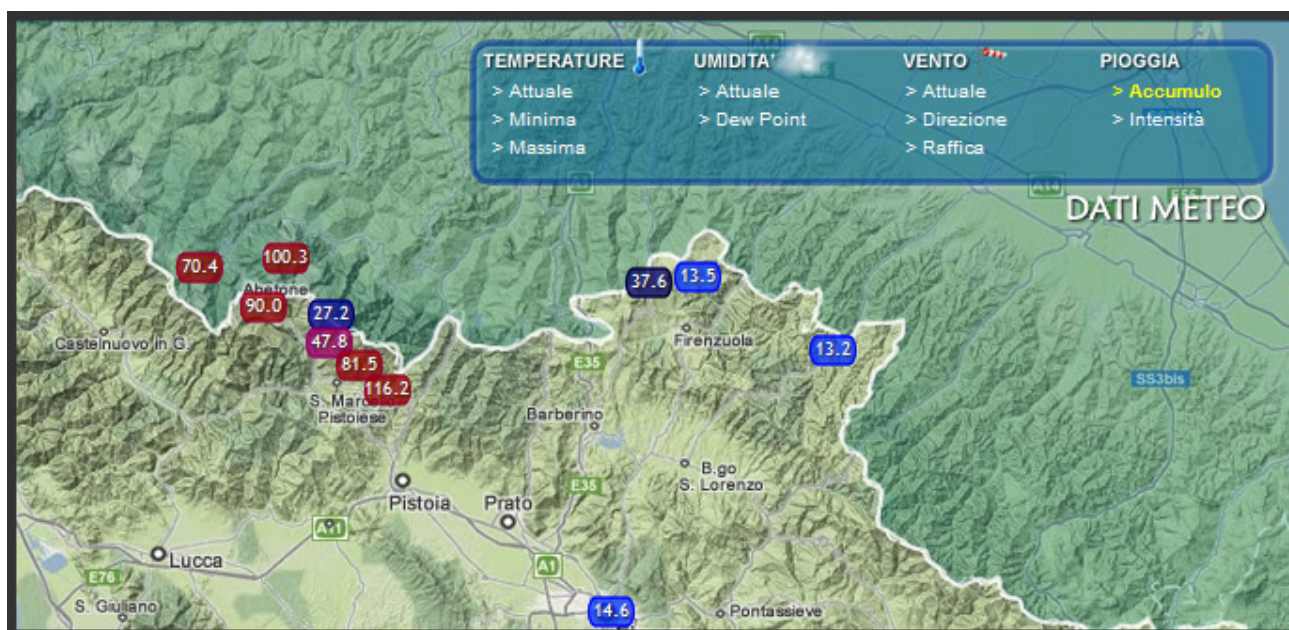 TEMPERATURE
> Attuale
> Minima
> Massima
UMIDITA'
> Attuale
> Dew Point
VENTO
> Attuale
> Direzione
> Raffica
PIOGGIA
> Accumulo
> Intensità
DATI METEO
A14
100.3
70.4
Abetone
90.0
27.2
47.8
81.5
116.2
37.6
13.5
13.2
Castelnuovo in G.
Firenzuola
E35
SS3bis
S. Marcello
Pistoiese
Barberino
B.go
S. Lorenzo
E35
Pistoia
Prato
A11
Lucca
A1
E76
S. Giuliano
14.6
Pontassieve